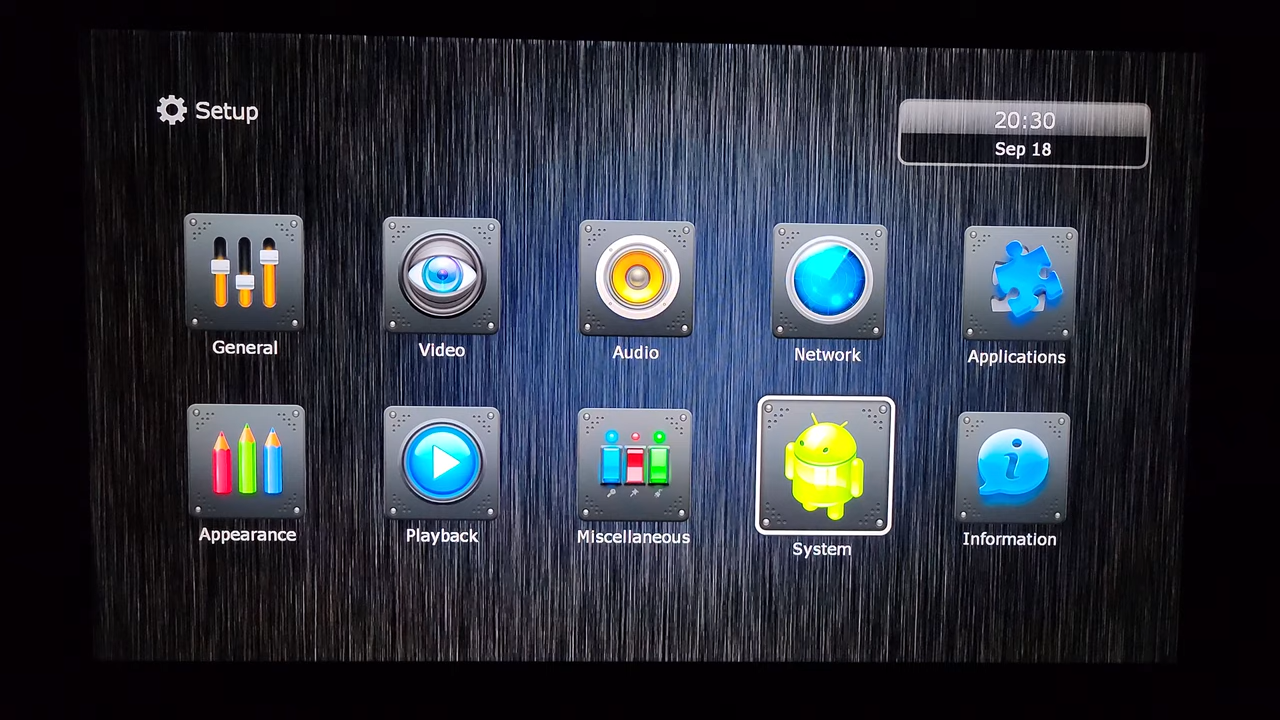 Setup
20:30
Sep 18
General
Video
Audio
Network
Applications
Appearance
Playback
Miscellaneous
System
Information